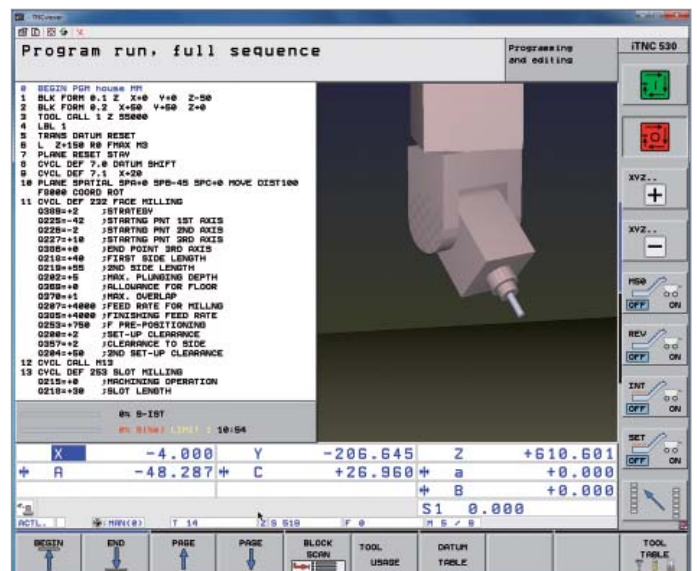 TNCviewer
Program run, full sequence
Programming
and editing
iTNC 530
0 BEGIN PGM house MM
1 BLK FORM 0.1 Z X+0 Y+0 Z-50
2 BLK FORM 0.2 X+50 Y+50 Z+0
3 TOOL CALL 1 Z S5000
4 LBL 1
5 TRANS DATUM RESET
6 L Z+150 R0 FMAX M3
7 PLANE RESET STAY
8 CYCL DEF 7.0 DATUM SHIFT
9 CYCL DEF 7.1 X+20
10 PLANE SPATIAL SPA+0 SPB-45 SPC+0 MOVE DIST100
F8000 COORD ROT
11 CYCL DEF 232 FACE MILLING
Q389=+2 ;STRATEGY
Q225=-42 ;STARTNG PNT 1ST AXIS
Q226=-2 ;STARTNG PNT 2ND AXIS
Q227=+10 ;STARTNG PNT 3RD AXIS
Q386=+0 ;END POINT 3RD AXIS
Q218=+40 ;FIRST SIDE LENGTH
Q219=+55 ;2ND SIDE LENGTH
Q202=+5 ;MAX. PLUNGING DEPTH
Q369=+0 ;ALLOWANCE FOR FLOOR
Q370=+1 ;MAX. OVERLAP
Q207=+4000 ;FEED RATE FOR MILLNG
Q385=+4000 ;FINISHING FEED RATE
Q253=+750 ;F PRE-POSITIONING
Q200=+2 ;SET-UP CLEARANCE
Q357=+2 ;CLEARANCE TO SIDE
Q204=+50 ;2ND SET-UP CLEARANCE
12 CYCL CALL M13
13 CYCL DEF 253 SLOT MILLING
Q215=+0 ;MACHINING OPERATION
Q218=+30 ;SLOT LENGTH
0% S-IST
0% S[Nm] LIMIT 1 10:54
X -4.000 Y -206.645 Z +610.601
A -48.287 C +26.960 a +0.000
B +0.000
S1 0.000
ACTL. MAN(0) T 14 Z S 519 F 0 M 5 / 9
XYZ..
+
XYZ..
-
MSG
OFF ON
REV
OFF ON
INT
OFF ON
SET
OFF ON
BEGIN
END
PAGE
PAGE
BLOCK
SCAN
TOOL
USAGE
DATUM
TABLE
TOOL
TABLE